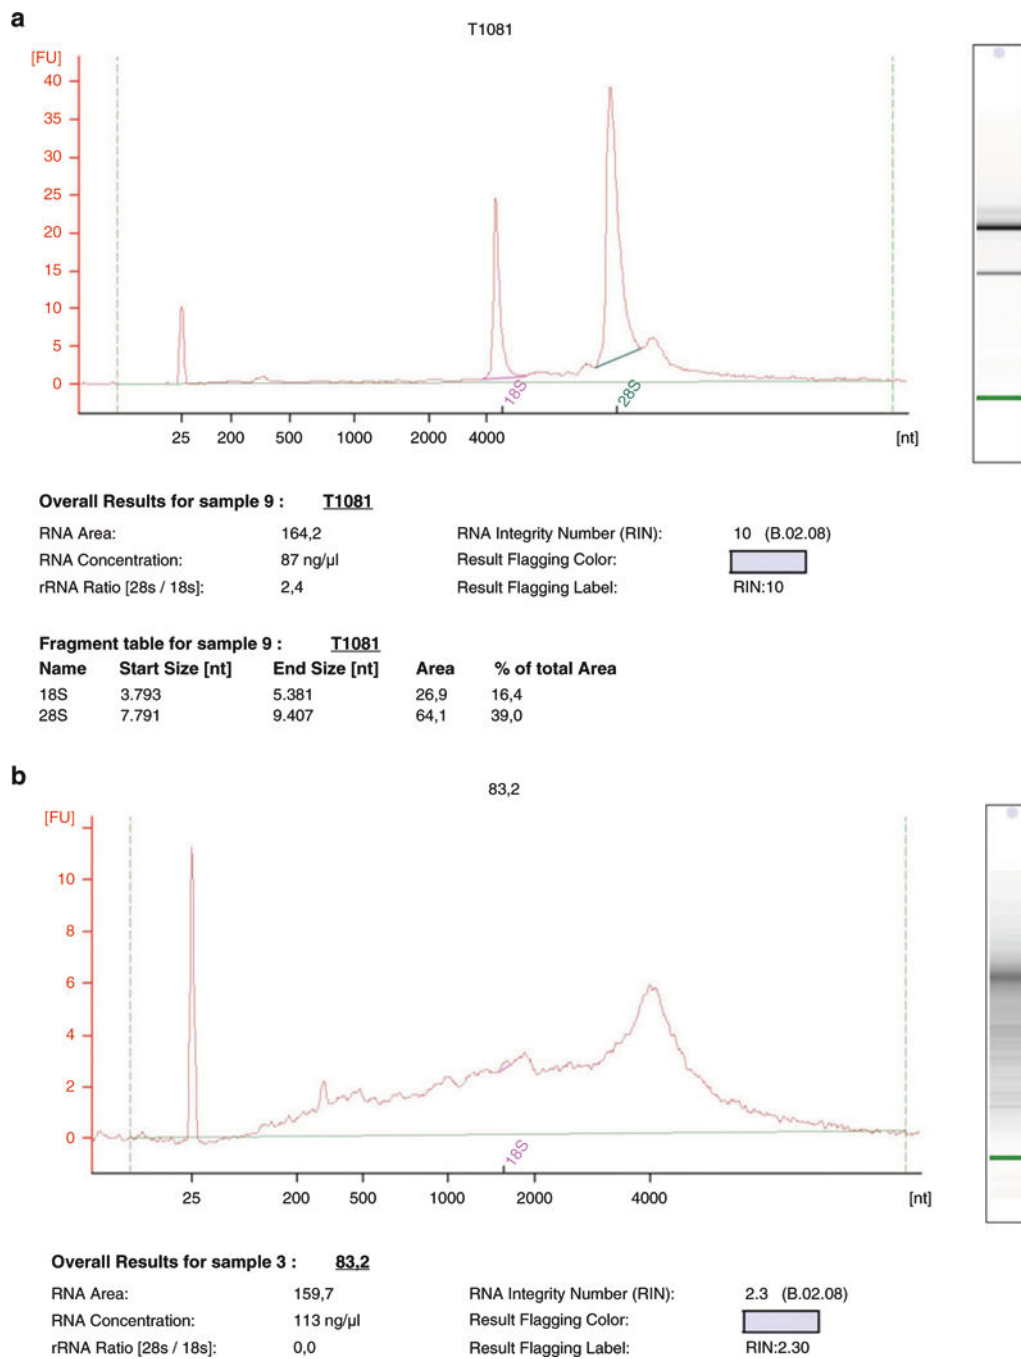 a
T1081
[FU]
40
35
30
25
20
15
10
5
0
18S
28S
25 200 500 1000 2000 4000 [nt]
Overall Results for sample 9 : T1081
RNA Area: 164,2 RNA Integrity Number (RIN): 10 (B.02.08)
RNA Concentration: 87 ng/µl Result Flagging Color:
rRNA Ratio [28s / 18s]: 2,4 Result Flagging Label: RIN:10
Fragment table for sample 9 : T1081
Name Start Size [nt] End Size [nt] Area % of total Area
18S 3.793 5.381 26,9 16,4
28S 7.791 9.407 64,1 39,0
b
83,2
[FU]
10
8
6
4
2
0
18S
25 200 500 1000 2000 4000 [nt]
Overall Results for sample 3 : 83,2
RNA Area: 159,7 RNA Integrity Number (RIN): 2.3 (B.02.08)
RNA Concentration: 113 ng/µl Result Flagging Color:
rRNA Ratio [28s / 18s]: 0,0 Result Flagging Label: RIN:2.30